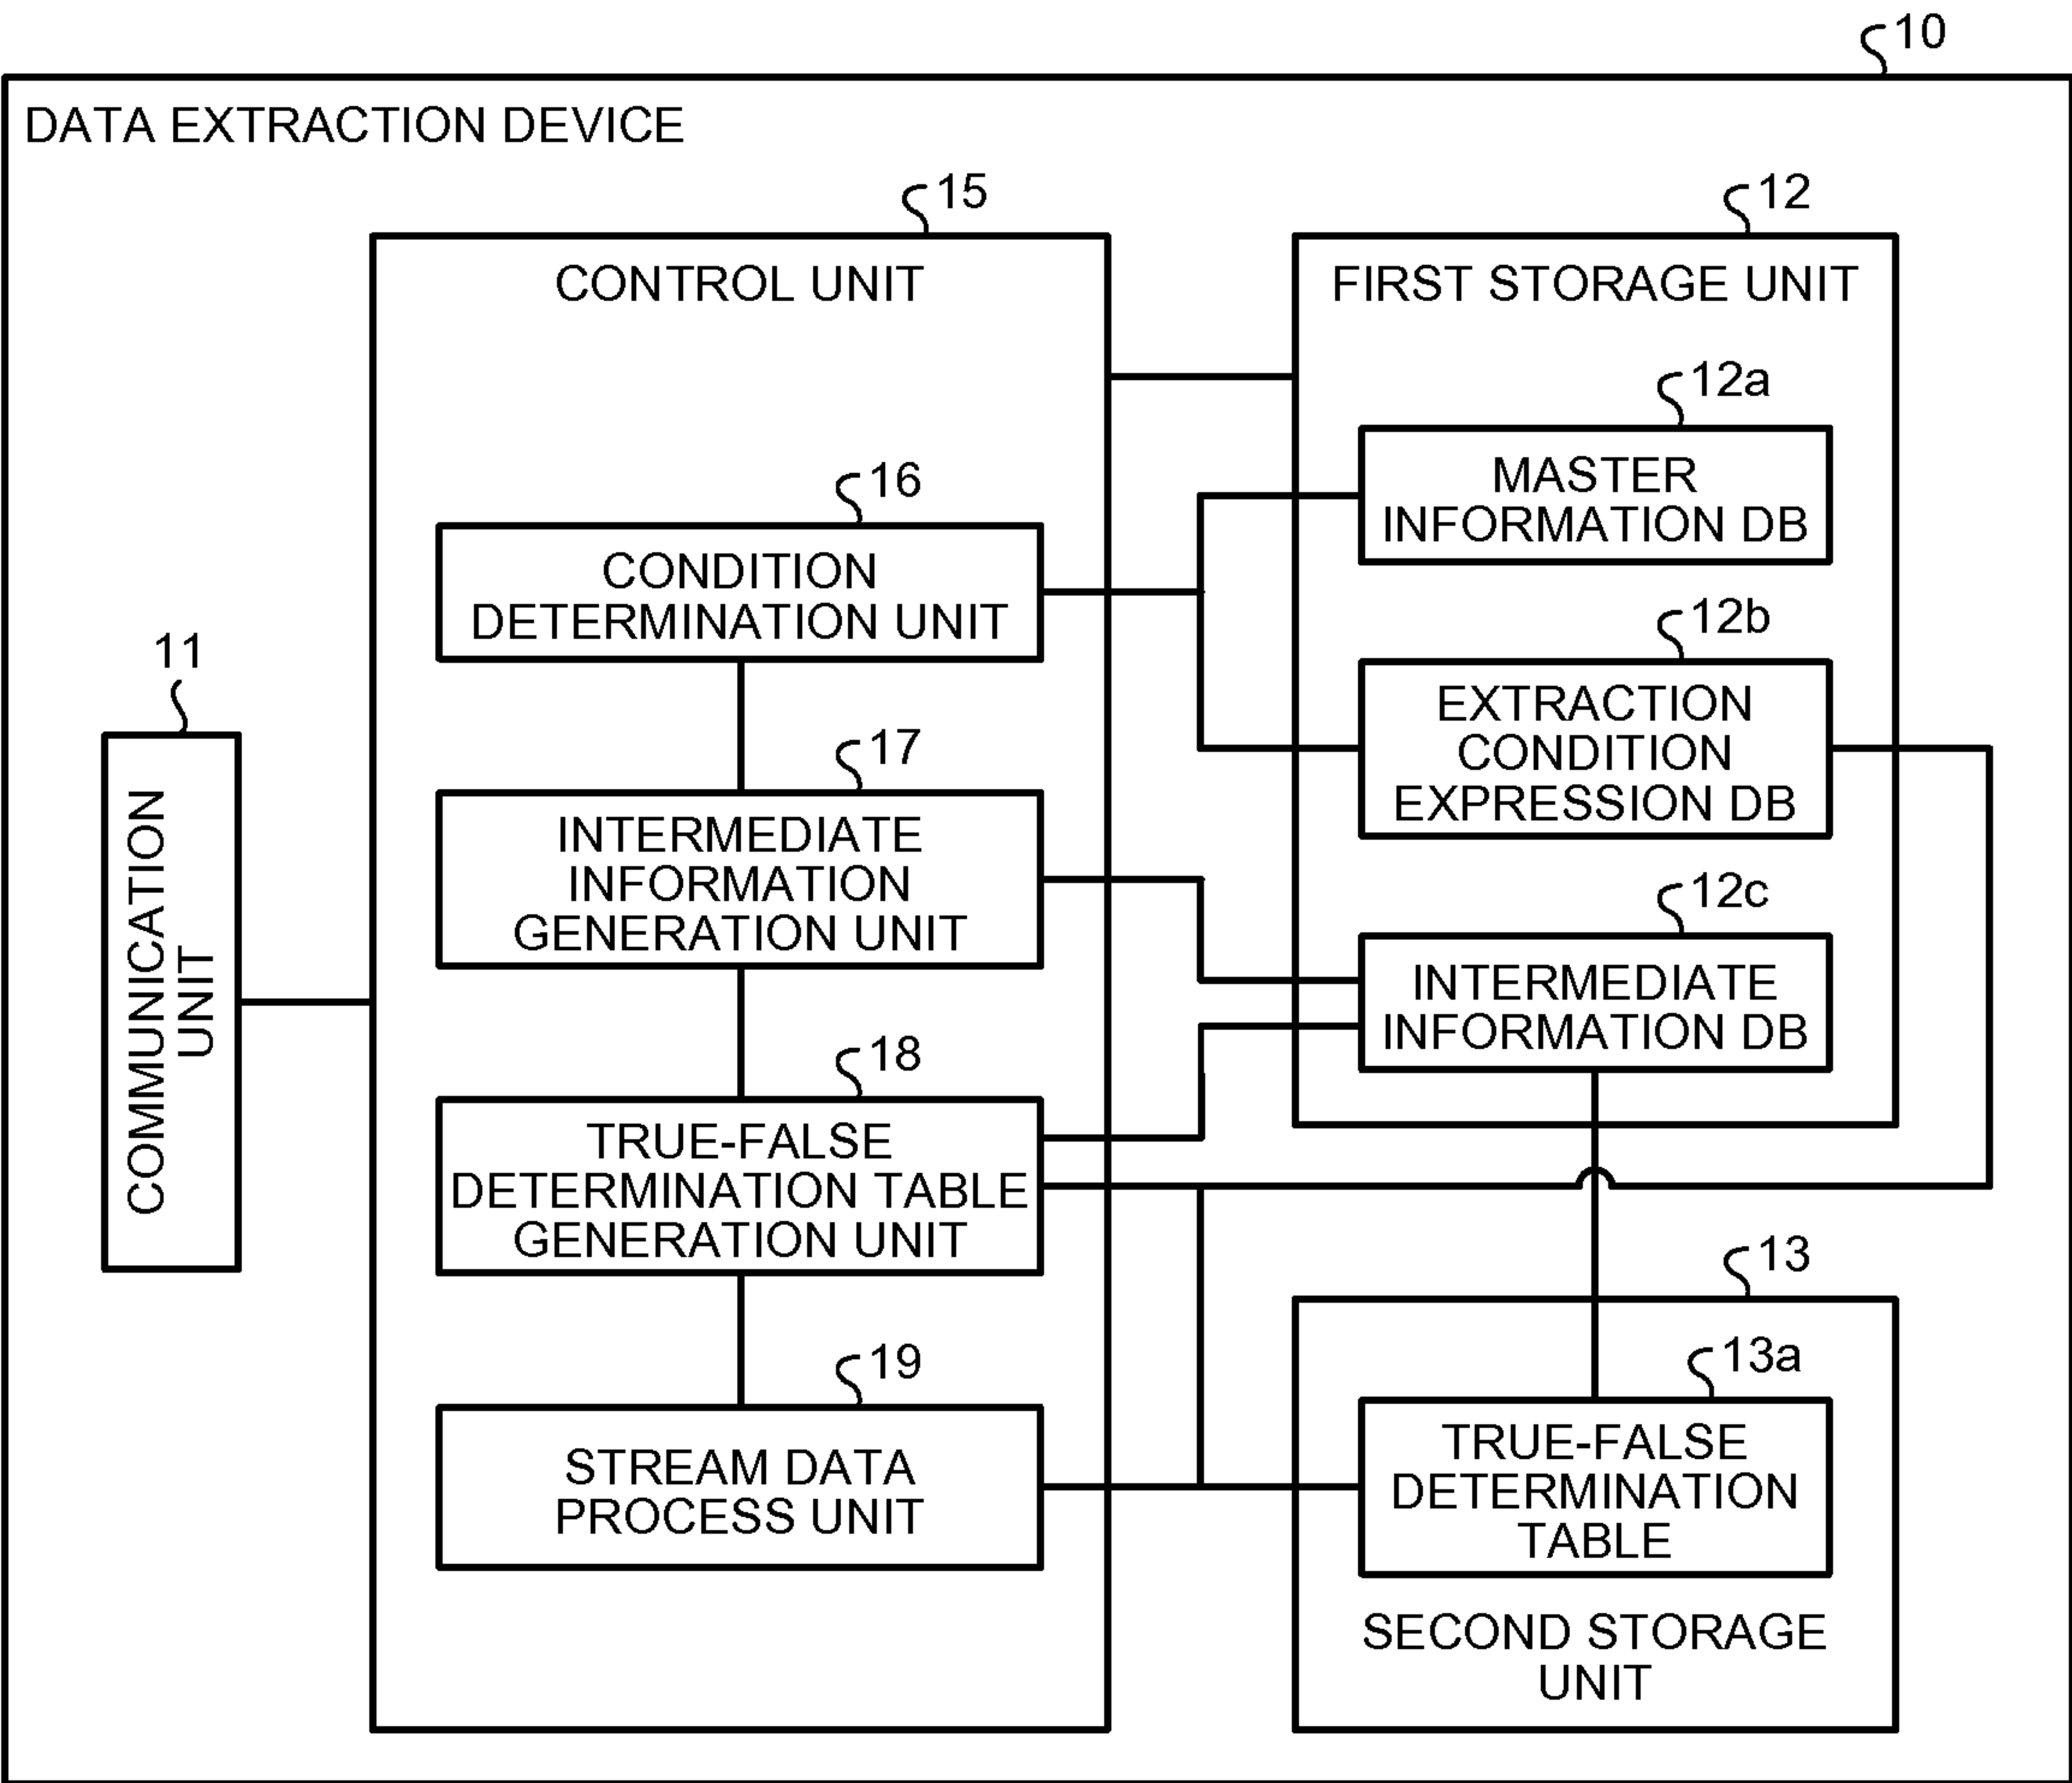 10
DATA EXTRACTION DEVICE
15
12
CONTROL UNIT
FIRST STORAGE UNIT
12a
MASTER
INFORMATION DB
16
CONDITION
DETERMINATION UNIT
12b
EXTRACTION
CONDITION
EXPRESSION DB
11
COMMUNICATION
UNIT
17
INTERMEDIATE
INFORMATION
GENERATION UNIT
12c
INTERMEDIATE
INFORMATION DB
18
TRUE-FALSE
DETERMINATION TABLE
GENERATION UNIT
13
13a
TRUE-FALSE
DETERMINATION
TABLE
19
STREAM DATA
PROCESS UNIT
SECOND STORAGE
UNIT